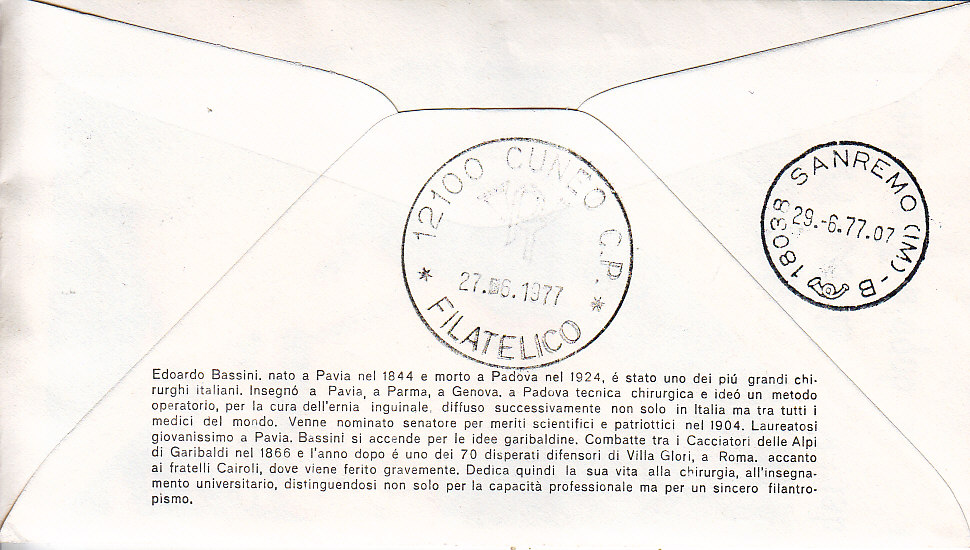 12100 CUNEO C.P.
27.6.1977
* FILATELICO *
18038 SANREMO (IM) - B
29.-6.77.07
Edoardo Bassini. nato a Pavia nel 1844 e morto a Padova nel 1924, é stato uno dei piú grandi chi-
rurghi italiani. Insegnó a Pavia, a Parma, a Genova. a Padova tecnica chirurgica e ideó un metodo
operatorio, per la cura dell'ernia inguinale, diffuso successivamente non solo in Italia ma tra tutti i
medici del mondo. Venne nominato senatore per meriti scientifici e patriottici nel 1904. Laureatosi
giovanissimo a Pavia. Bassini si accende per le idee garibaldine. Combatte tra i Cacciatori delle Alpi
di Garibaldi nel 1866 e l'anno dopo é uno dei 70 disperati difensori di Villa Glori, a Roma. accanto
ai fratelli Cairoli, dove viene ferito gravemente. Dedica quindi la sua vita alla chirurgia, all'insegna-
mento universitario, distinguendosi non solo per la capacità professionale ma per un sincero filantro-
pismo.